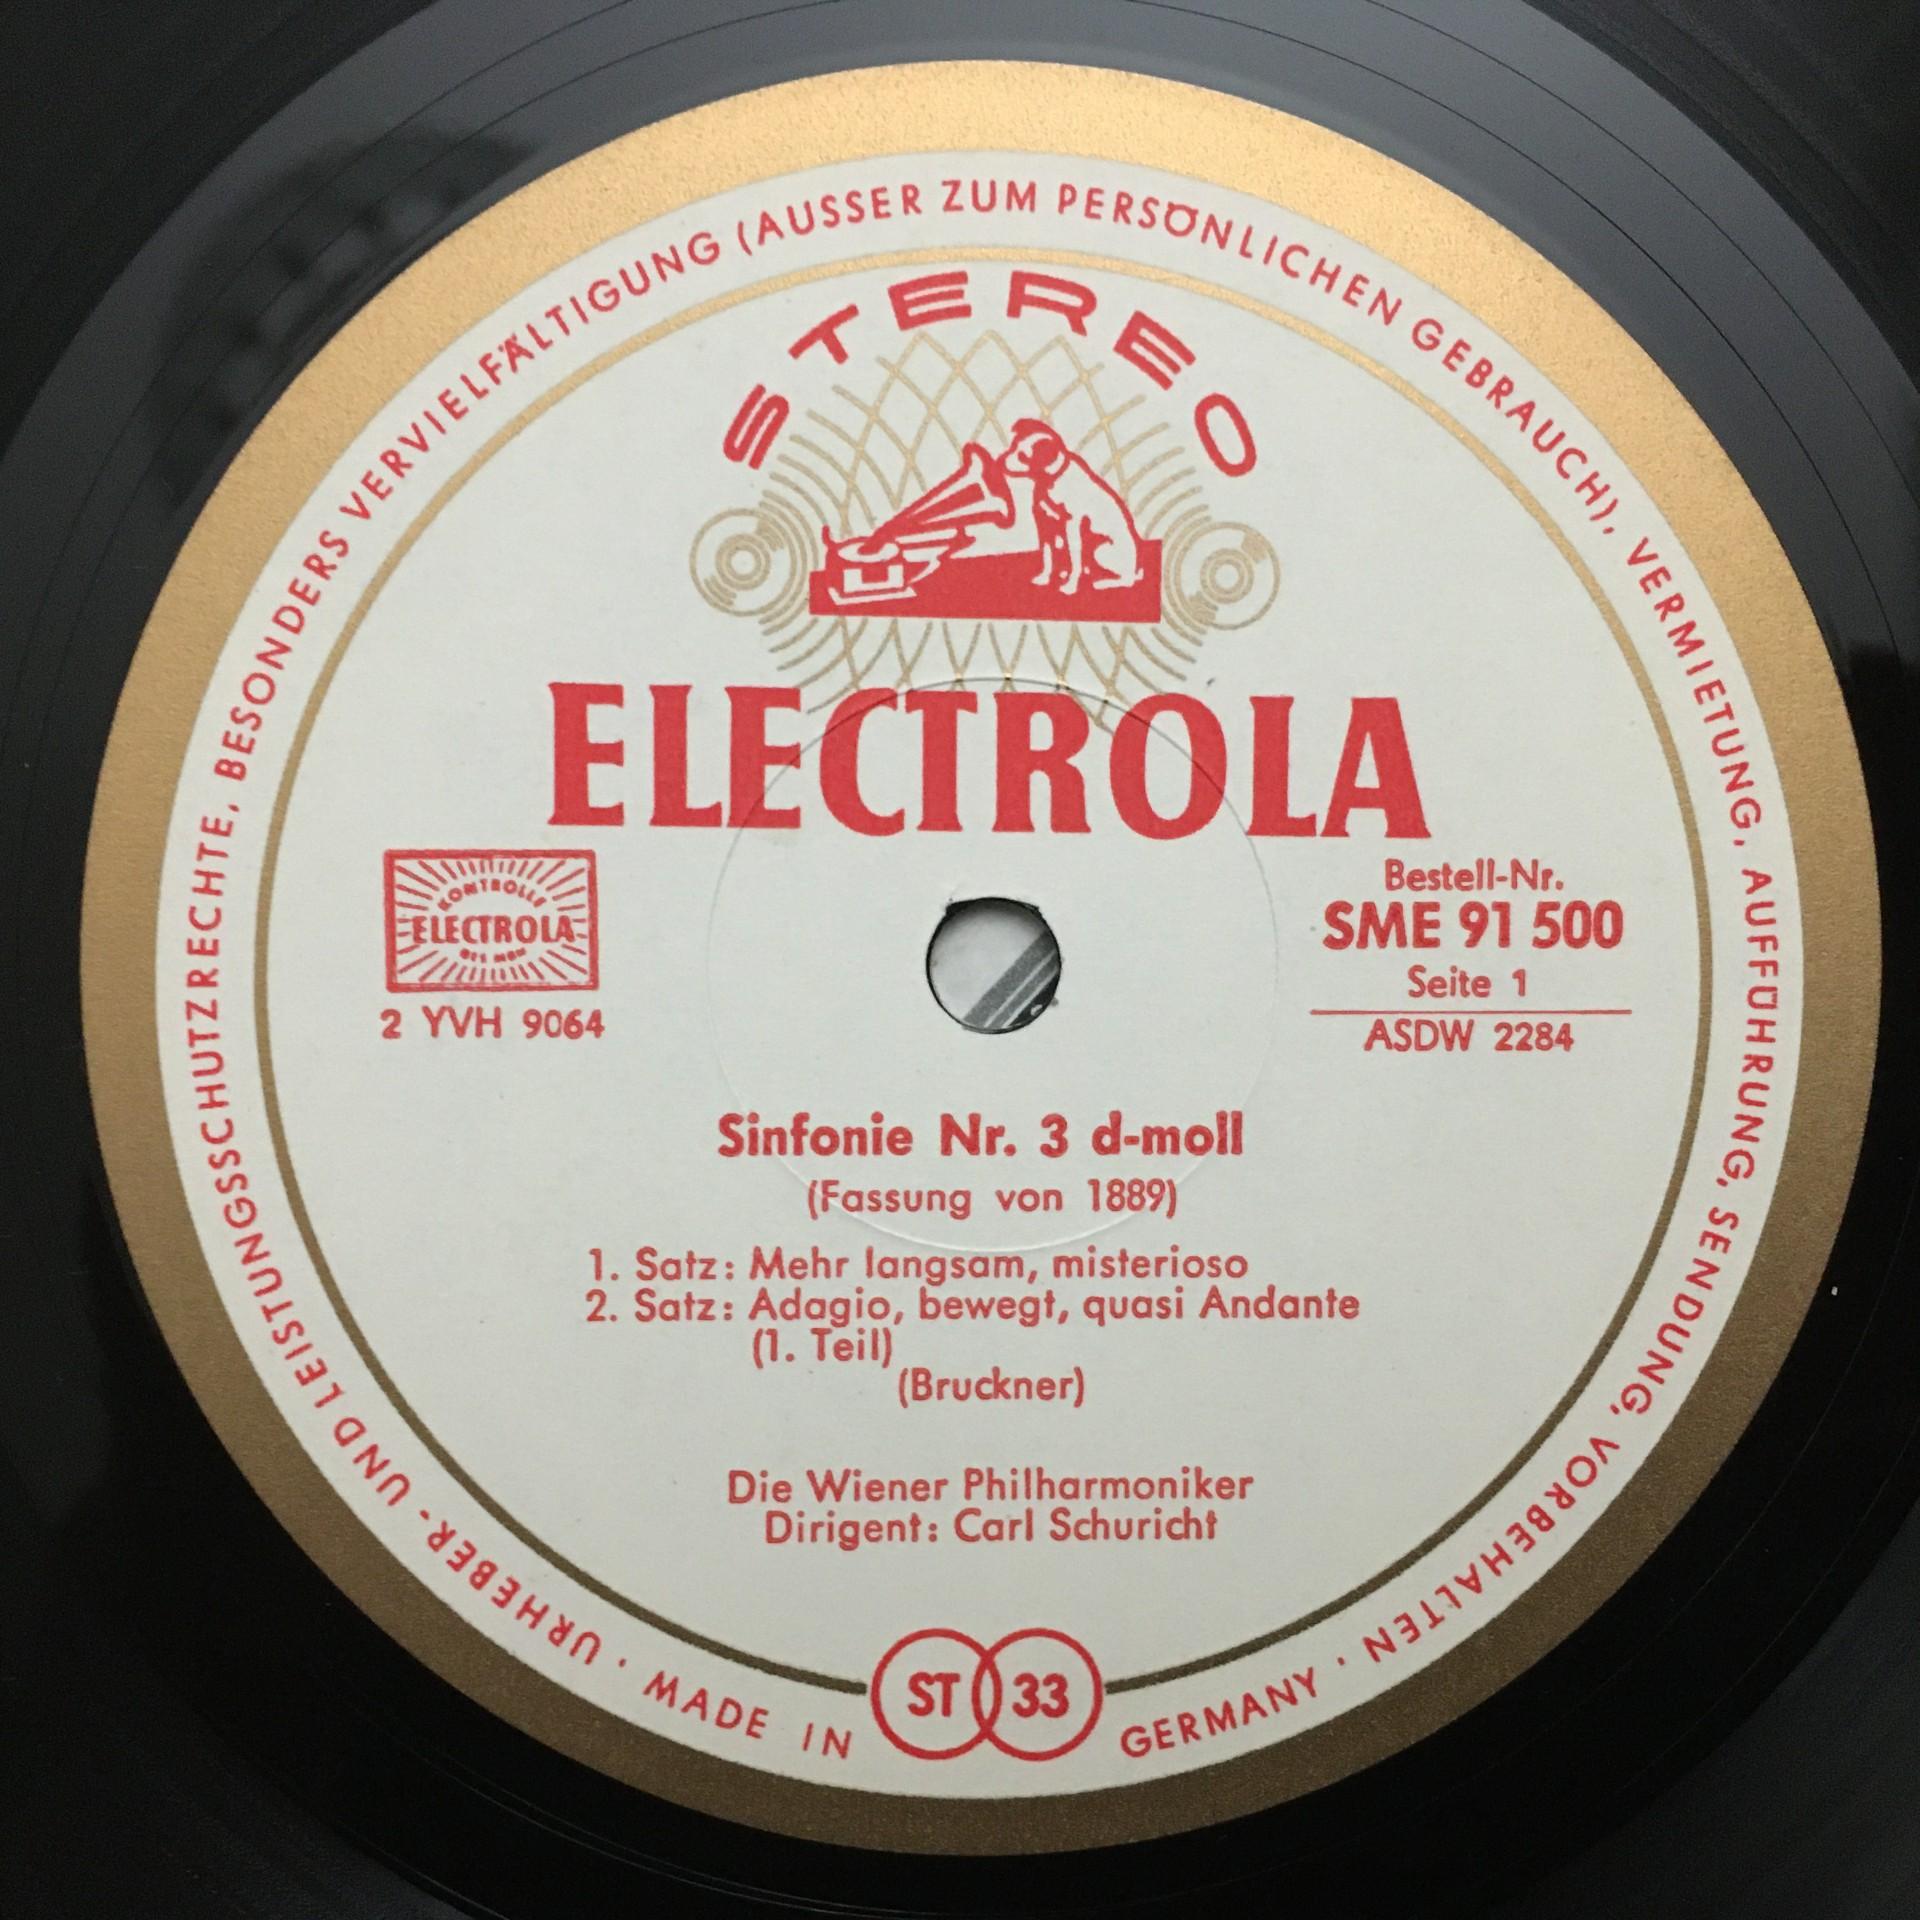 URHEBER- UND LEISTUNGSSCHUTZRECHTE, BESONDERS VERVIELFÄLTIGUNG (AUSSER ZUM PERSÖNLICHEN GEBRAUCH), VERMIETUNG, AUFFÜHRUNG, SENDUNG, VORBEHALTEN ·
STEREO
ELECTROLA
KONTROLLE
ELECTROLA
2 YVH 9064
Bestell-Nr.
SME 91 500
Seite 1
ASDW 2284
Sinfonie Nr. 3 d-moll
(Fassung von 1889)
1. Satz: Mehr langsam, misterioso
2. Satz: Adagio, bewegt, quasi Andante
(1. Teil)
(Bruckner)
Die Wiener Philharmoniker
Dirigent: Carl Schuricht
ST 33
· MADE IN GERMANY